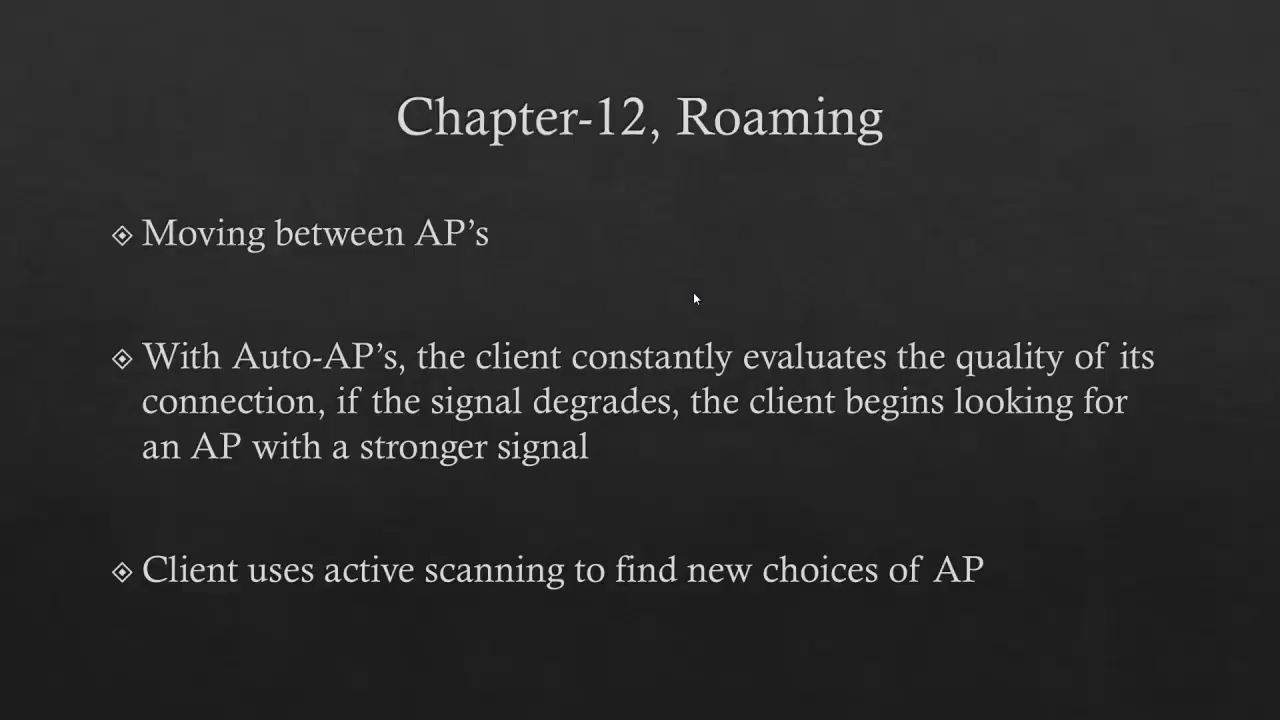 Chapter-12, Roaming
Moving between AP’s
With Auto-AP’s, the client constantly evaluates the quality of its
connection, if the signal degrades, the client begins looking for
an AP with a stronger signal
Client uses active scanning to find new choices of AP